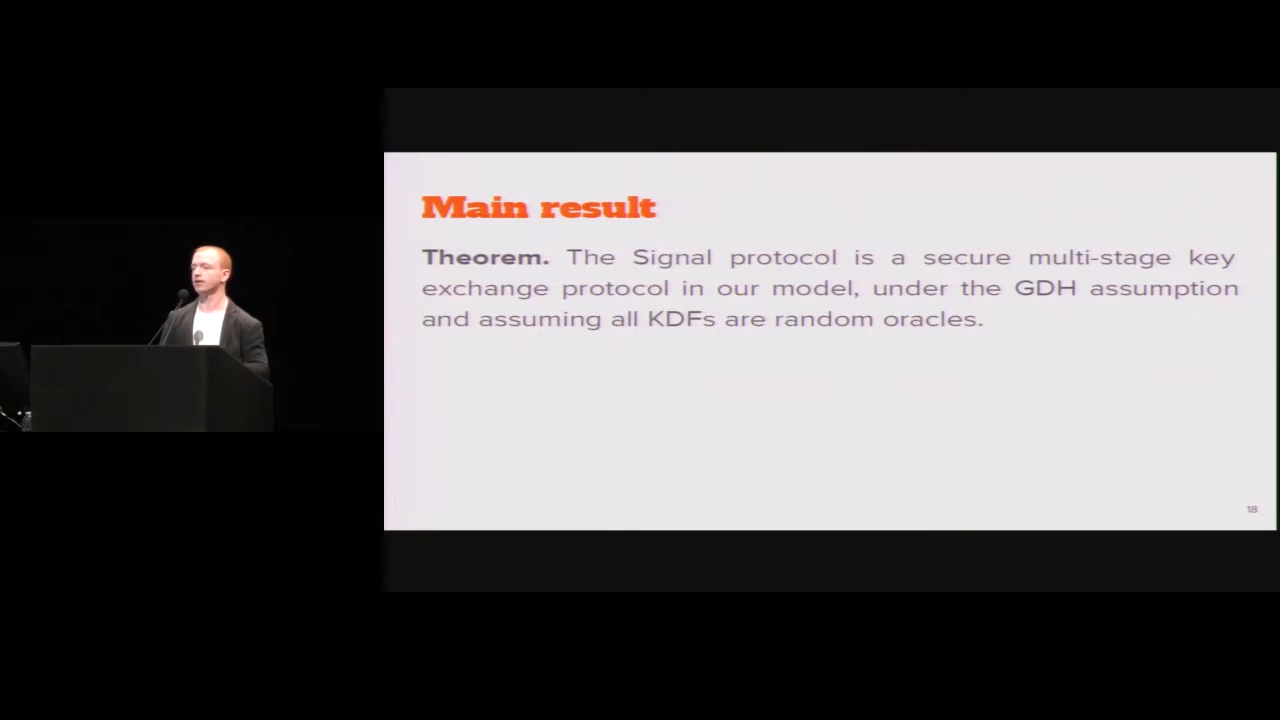 Main result
Theorem. The Signal protocol is a secure multi-stage key
exchange protocol in our model, under the GDH assumption
and assuming all KDFs are random oracles.
18